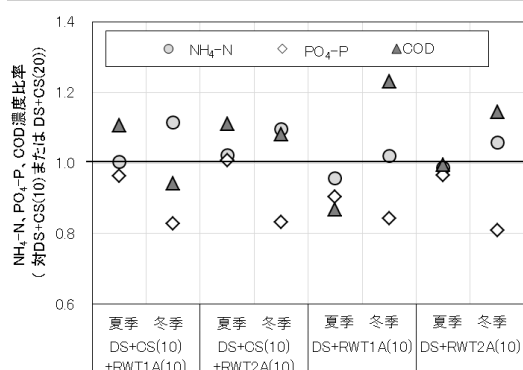 NH₄-N、PO₄-P、COD濃度比率
( 対DS+CS(10)または DS+CS(20))
1.4
1.2
1.0
0.8
0.6
NH₄-N PO₄-P COD
夏季 冬季 夏季 冬季 夏季 冬季 夏季 冬季
DS+CS(10) DS+CS(10) DS+RWT1A(10) DS+RWT2A(10)
+RWT1A(10) +RWT2A(10)